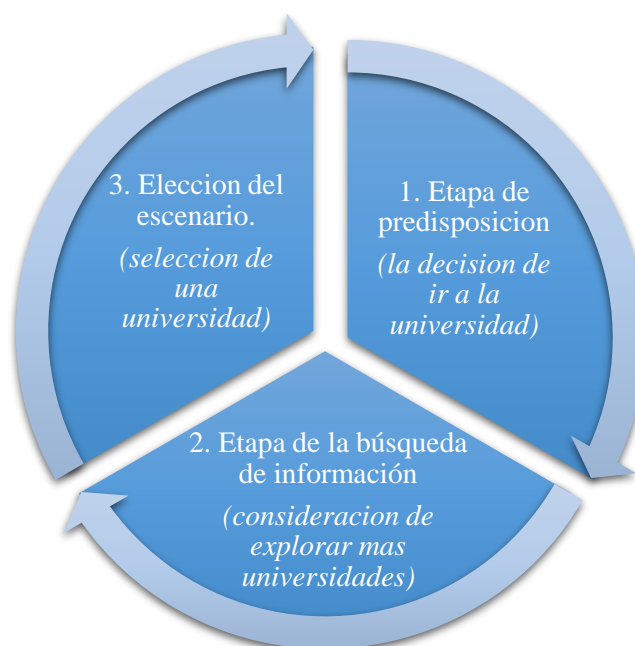 1. Etapa de
predisposicion
(la decision de
ir a la
universidad)
2. Etapa de la búsqueda
de información
(consideracion de
explorar mas
universidades)
3. Eleccion del
escenario.
(seleccion de
una
universidad)